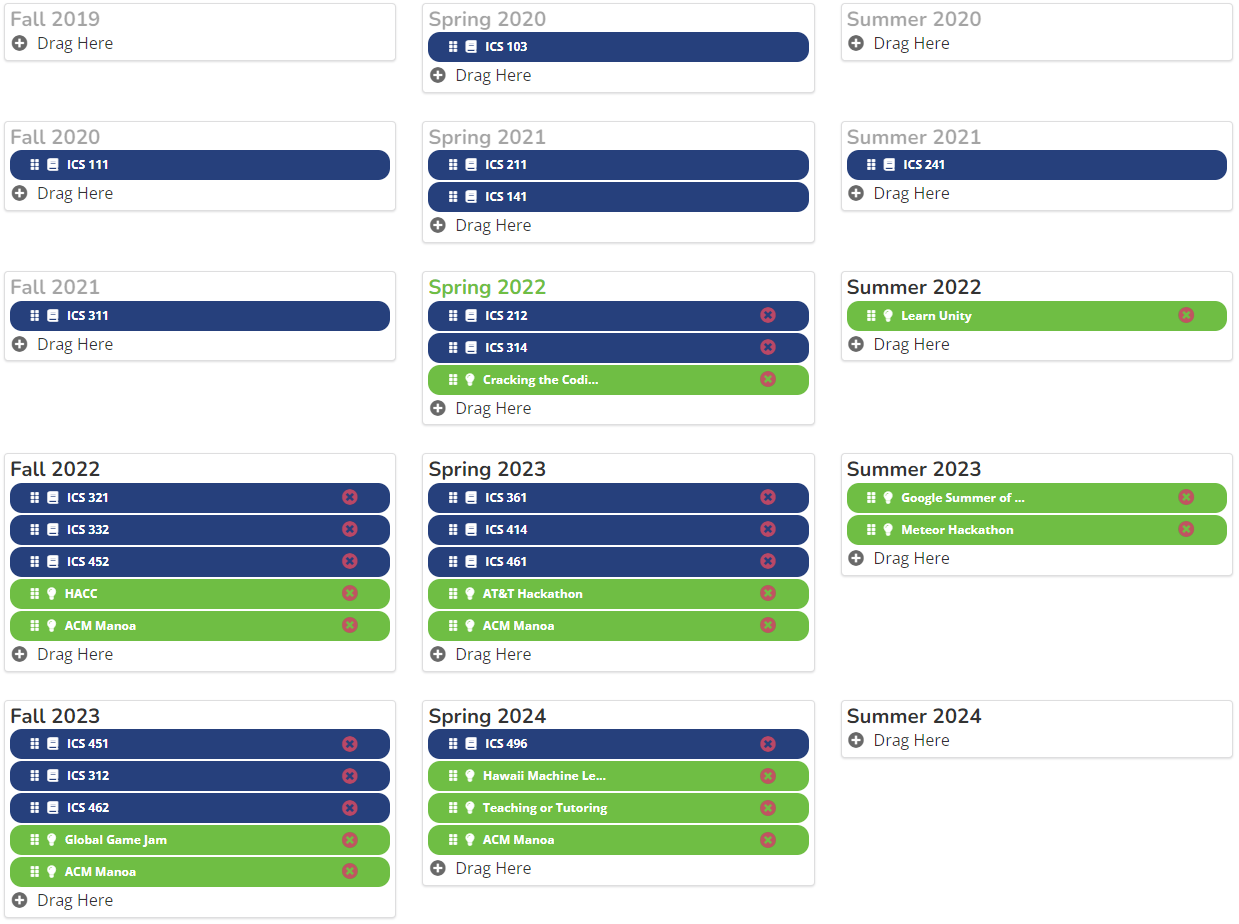 Fall 2019
Drag Here
Spring 2020
ICS 103
Drag Here
Summer 2020
Drag Here
Fall 2020
ICS 111
Drag Here
Spring 2021
ICS 211
ICS 141
Drag Here
Summer 2021
ICS 241
Drag Here
Fall 2021
ICS 311
Drag Here
Spring 2022
ICS 212
ICS 314
Cracking the Codi...
Drag Here
Summer 2022
Learn Unity
Drag Here
Fall 2022
ICS 321
ICS 332
ICS 452
HACC
ACM Manoa
Drag Here
Spring 2023
ICS 361
ICS 414
ICS 461
AT&T Hackathon
ACM Manoa
Drag Here
Summer 2023
Google Summer of ...
Meteor Hackathon
Drag Here
Fall 2023
ICS 451
ICS 312
ICS 462
Global Game Jam
ACM Manoa
Drag Here
Spring 2024
ICS 496
Hawaii Machine Le...
Teaching or Tutoring
ACM Manoa
Drag Here
Summer 2024
Drag Here